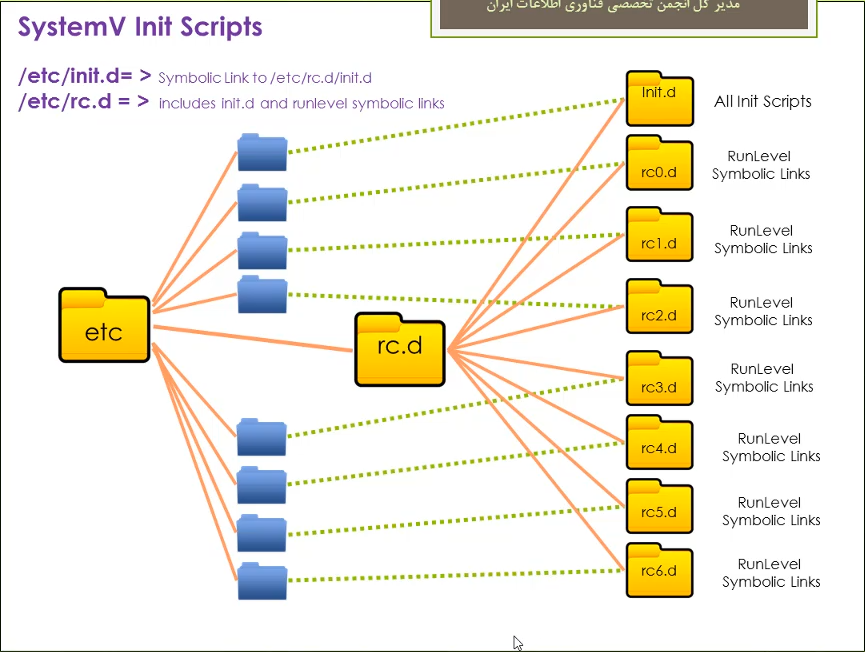 مدیر کل انجمن تخصصی فناوری اطلاعات ایران
SystemV Init Scripts
/etc/init.d= > Symbolic Link to /etc/rc.d/init.d
/etc/rc.d = > includes init.d and runlevel symbolic links
Init.d
All Init Scripts
rc0.d
RunLevel
Symbolic Links
rc1.d
RunLevel
Symbolic Links
rc2.d
RunLevel
Symbolic Links
etc
rc.d
rc3.d
RunLevel
Symbolic Links
rc4.d
RunLevel
Symbolic Links
rc5.d
RunLevel
Symbolic Links
rc6.d
RunLevel
Symbolic Links